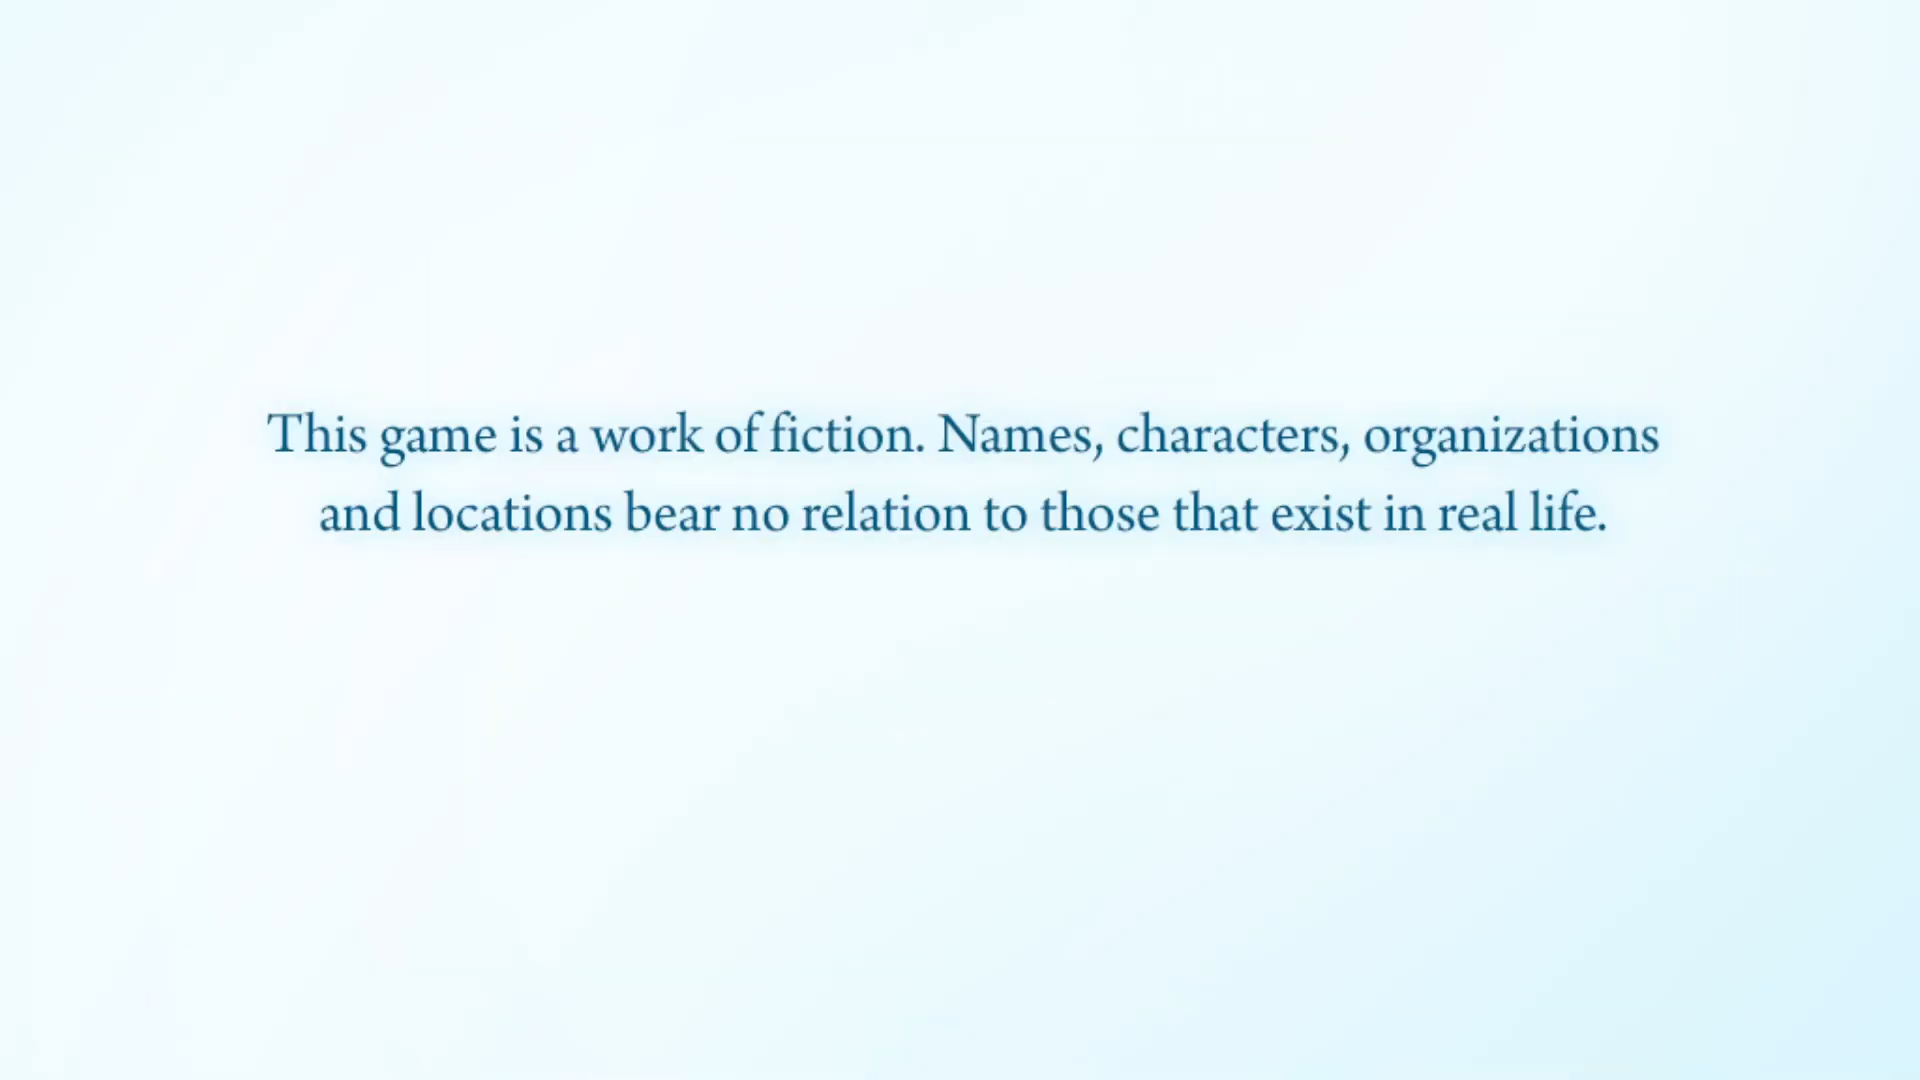 This game is a work of fiction. Names, characters, organizations
and locations bear no relation to those that exist in real life.